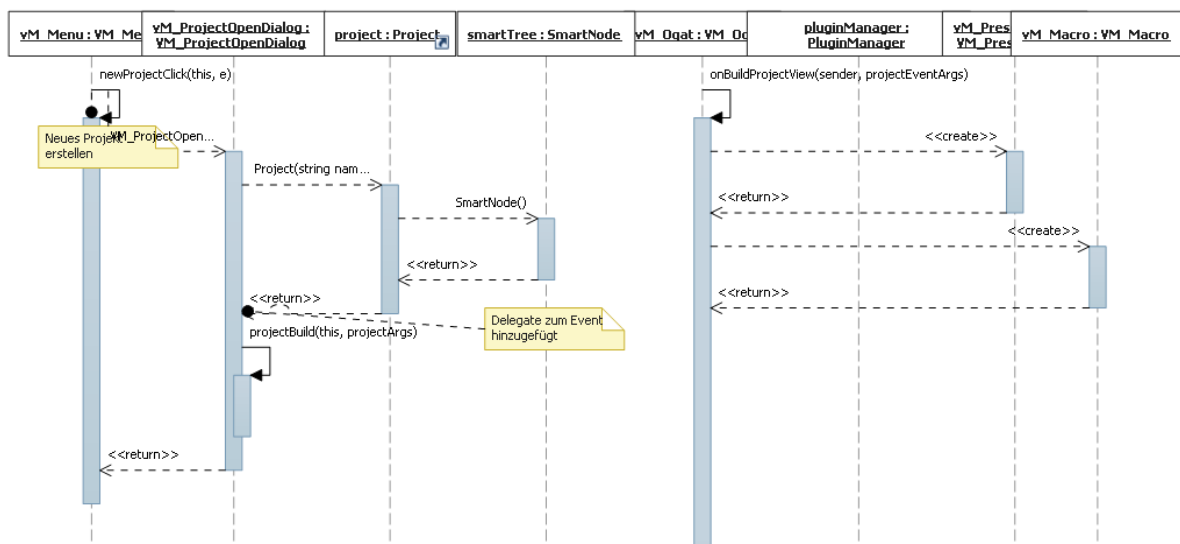 vM_Menu : VM_Me
vM_ProjectOpenDialog :
VM_ProjectOpenDialog
project : Project
smartTree : SmartNode
vM_Oqat : VM_Oq
pluginManager :
PluginManager
vM_Pres
VM_Pres
vM_Macro : VM_Macro
newProjectClick(this, e)
onBuildProjectView(sender, projectEventArgs)
Neues Projekt
erstellen
VM_ProjectOpen...
<<create>>
Project(string nam...
<<return>>
SmartNode()
<<create>>
<<return>>
<<return>>
<<return>>
Delegate zum Event
hinzugefügt
projectBuild(this, projectArgs)
<<return>>